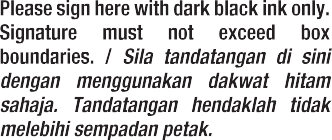 Please sign here with dark black ink only.
Signature must not exceed box
boundaries. / Sila tandatangan di sini
dengan menggunakan dakwat hitam
sahaja. Tandatangan hendaklah tidak
melebihi sempadan petak.